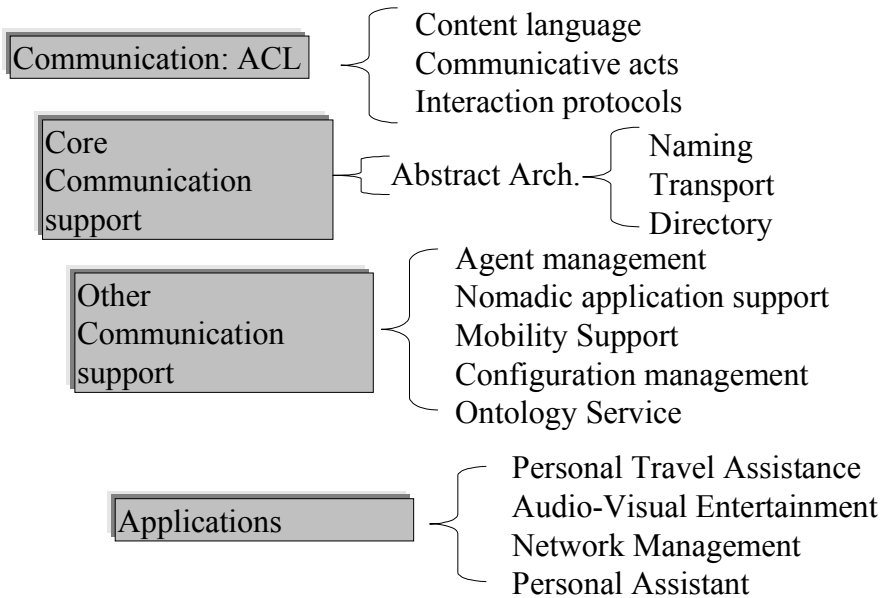 Communication: ACL
Content language
Communicative acts
Interaction protocols
Core
Communication
support
Abstract Arch.
Naming
Transport
Directory
Other
Communication
support
Agent management
Nomadic application support
Mobility Support
Configuration management
Ontology Service
Applications
Personal Travel Assistance
Audio-Visual Entertainment
Network Management
Personal Assistant